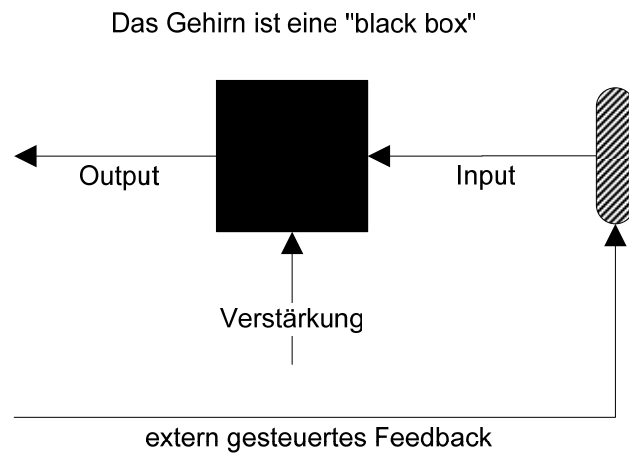 Das Gehirn ist eine "black box"
Output
Input
Verstärkung
extern gesteuertes Feedback